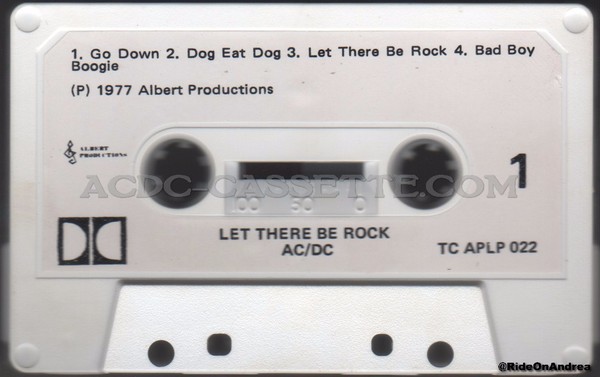 1. Go Down 2. Dog Eat Dog 3. Let There Be Rock 4. Bad Boy
Boogie
(P) 1977 Albert Productions
ALBERT
PRODUCTIONS
1
ACDC-CASSETTE.COM
100 50 0
LET THERE BE ROCK
AC/DC
TC APLP 022
@RideOnAndrea